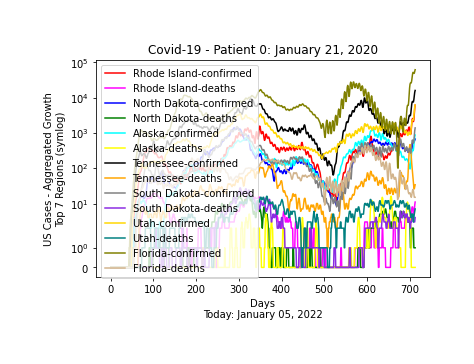 Covid-19 - Patient 0: January 21, 2020
US Cases - Aggregated Growth
Top 7 Regions (symlog)
10⁵
10⁴
10³
10²
10¹
10⁰
0
Rhode Island-confirmed
Rhode Island-deaths
North Dakota-confirmed
North Dakota-deaths
Alaska-confirmed
Alaska-deaths
Tennessee-confirmed
Tennessee-deaths
South Dakota-confirmed
South Dakota-deaths
Utah-confirmed
Utah-deaths
Florida-confirmed
Florida-deaths
0 100 200 300 400 500 600 700
Days
Today: January 05, 2022